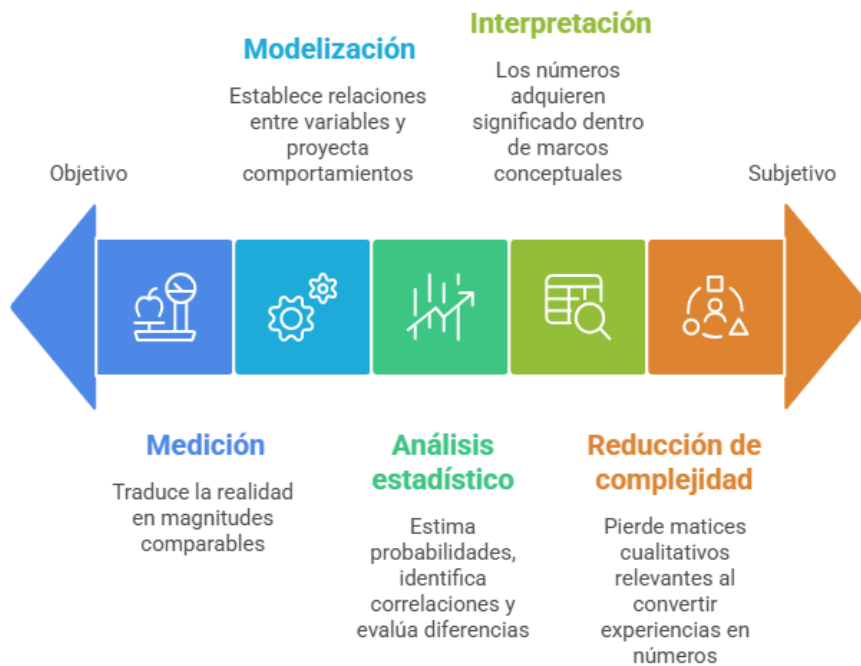 Objetivo
Modelización
Establece relaciones
entre variables y
proyecta
comportamientos
Interpretación
Los números
adquieren
significado dentro
de marcos
conceptuales
Subjetivo
Medición
Traduce la realidad
en magnitudes
comparables
Análisis
estadístico
Estima
probabilidades,
identifica
correlaciones y
evalúa diferencias
Reducción de
complejidad
Pierde matices
cualitativos
relevantes al
convertir
experiencias en
números